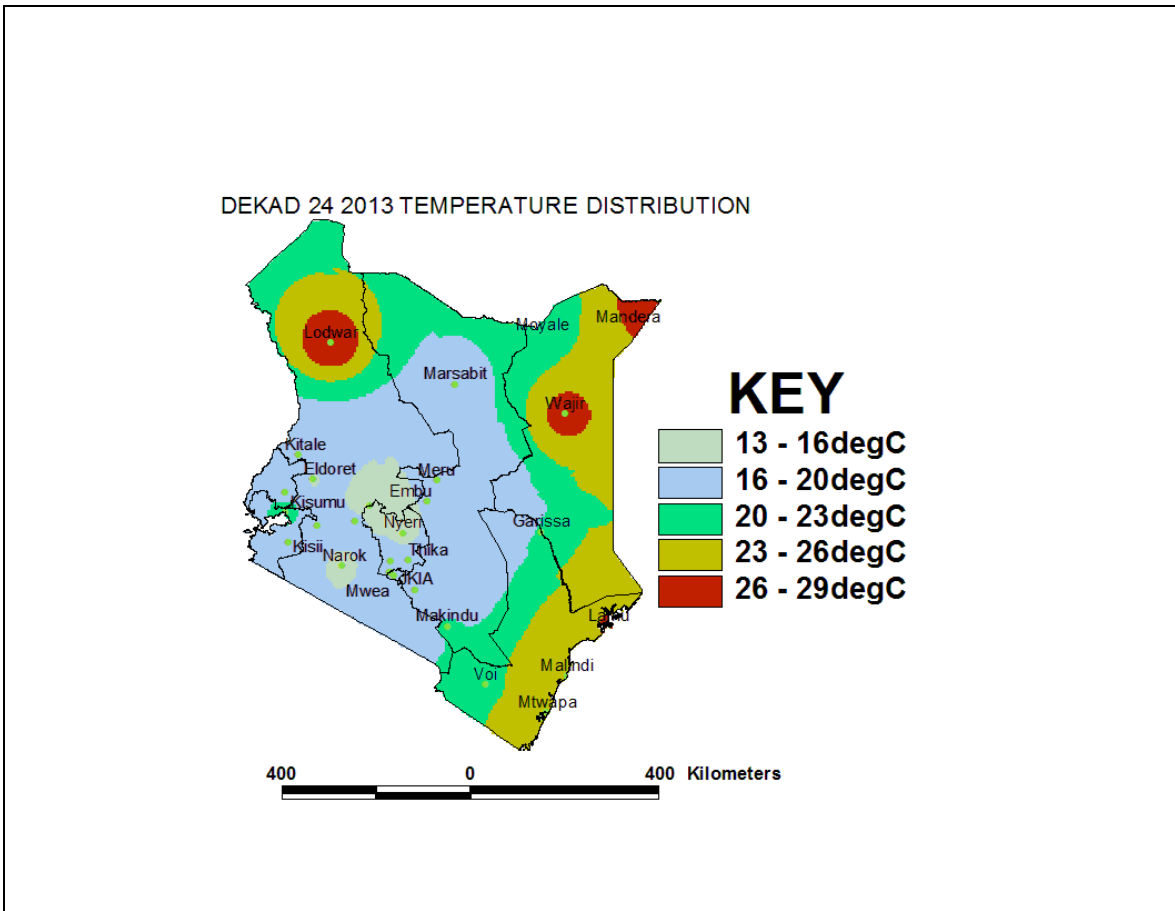 DEKAD 24 2013 TEMPERATURE DISTRIBUTION
Mandera
Moyale
Lodwar
Marsabit
Wajir
KEY
13 - 16degC
16 - 20degC
20 - 23degC
23 - 26degC
26 - 29degC
Kitale
Eldoret
Meru
Embu
Kisumu
Nyeri
Garissa
Kisii
Narok
Thika
JKIA
Mwea
Makindu
Lamu
Voi
Malindi
Mtwapa
400 0 400 Kilometers